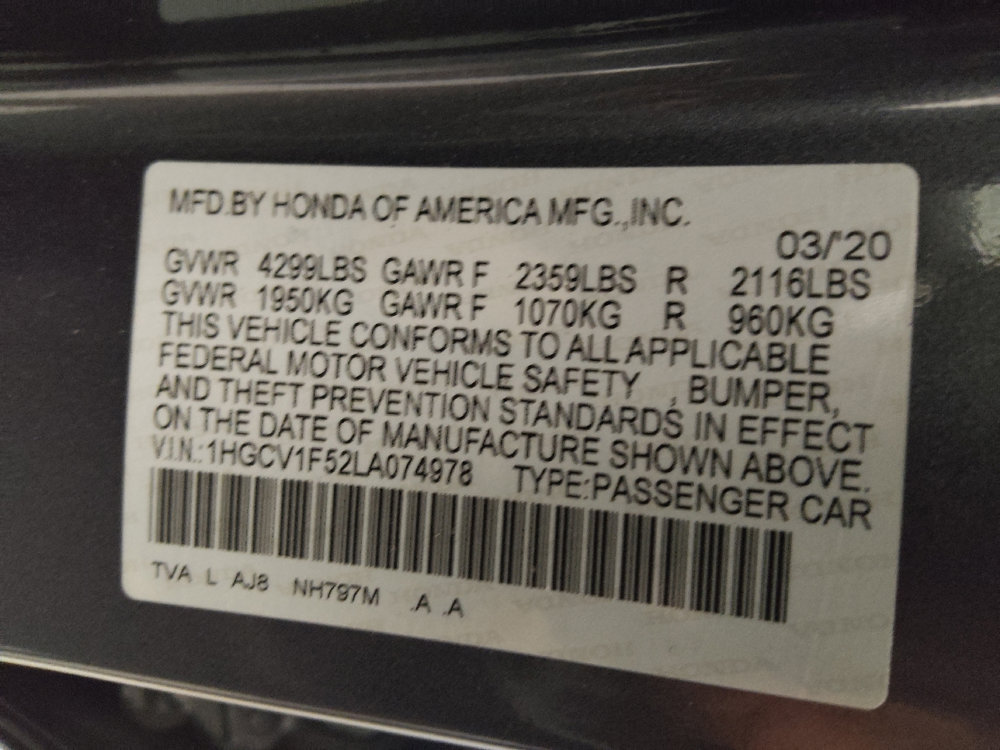 MFD.BY HONDA OF AMERICA MFG.,INC.
03/'20
GVWR 4299LBS GAWR F 2359LBS R 2116LBS
GVWR 1950KG GAWR F 1070KG R 960KG
THIS VEHICLE CONFORMS TO ALL APPLICABLE
FEDERAL MOTOR VEHICLE SAFETY , BUMPER,
AND THEFT PREVENTION STANDARDS IN EFFECT
ON THE DATE OF MANUFACTURE SHOWN ABOVE.
V.I.N.:1HGCV1F52LA074978 TYPE:PASSENGER CAR
TVA L AJ8 NH797M .A .A